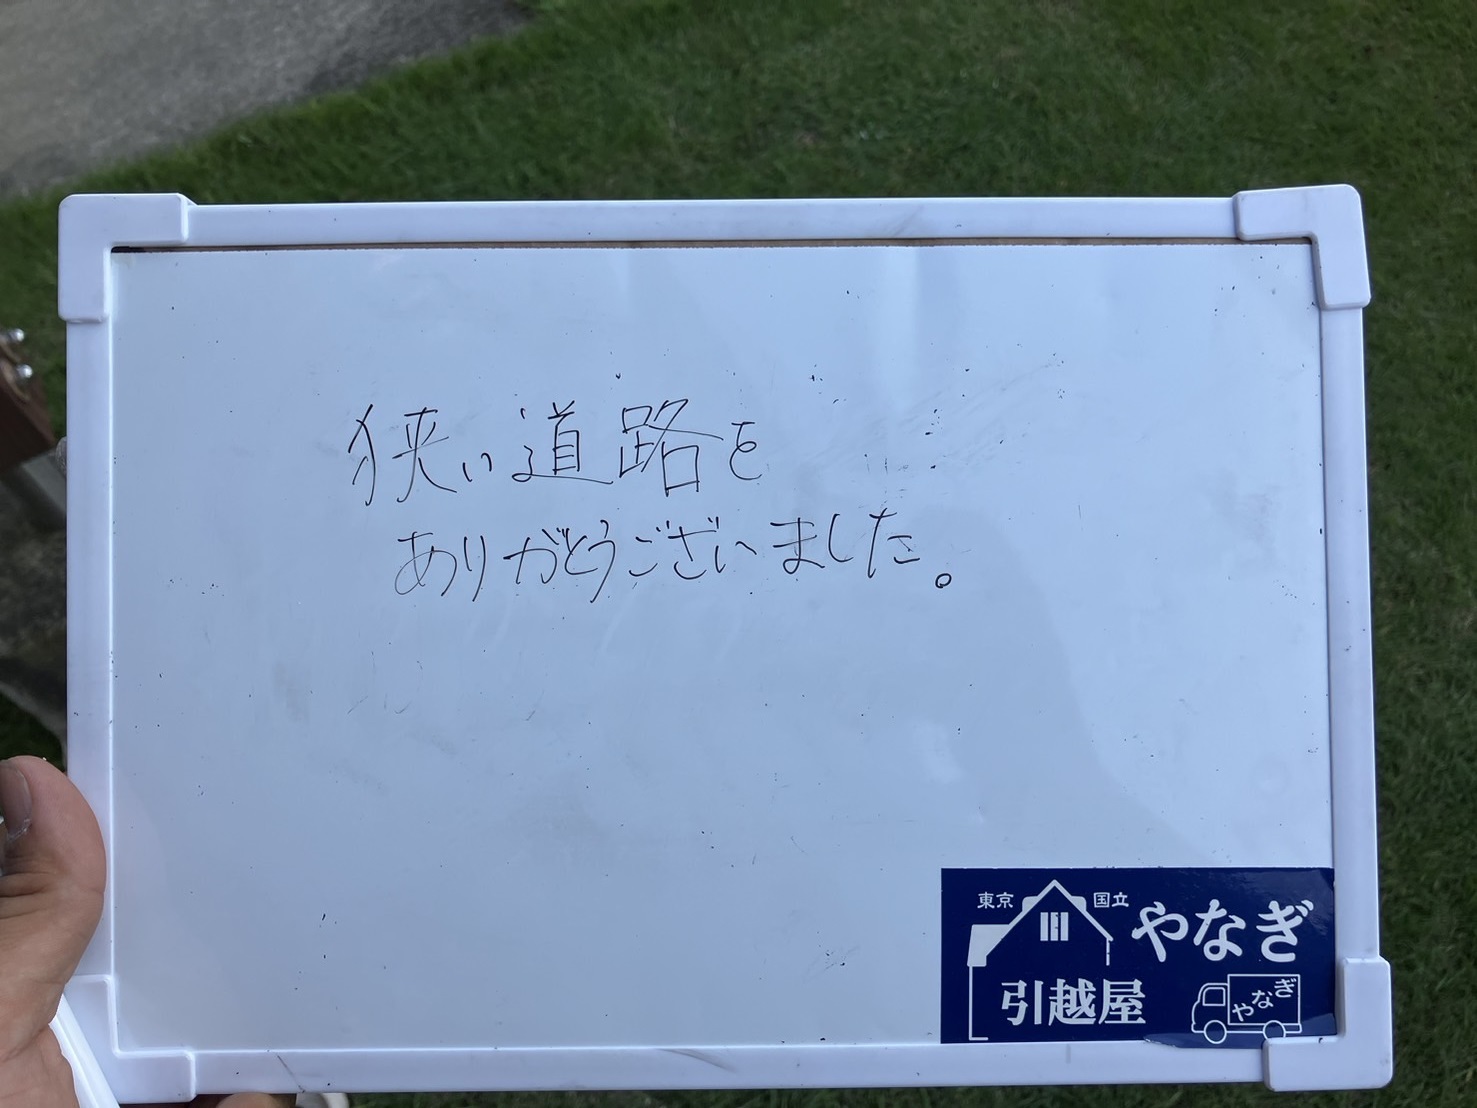 狭い道路を
ありがとうございました。
東京 国立 やなぎ
引越屋
やなぎ